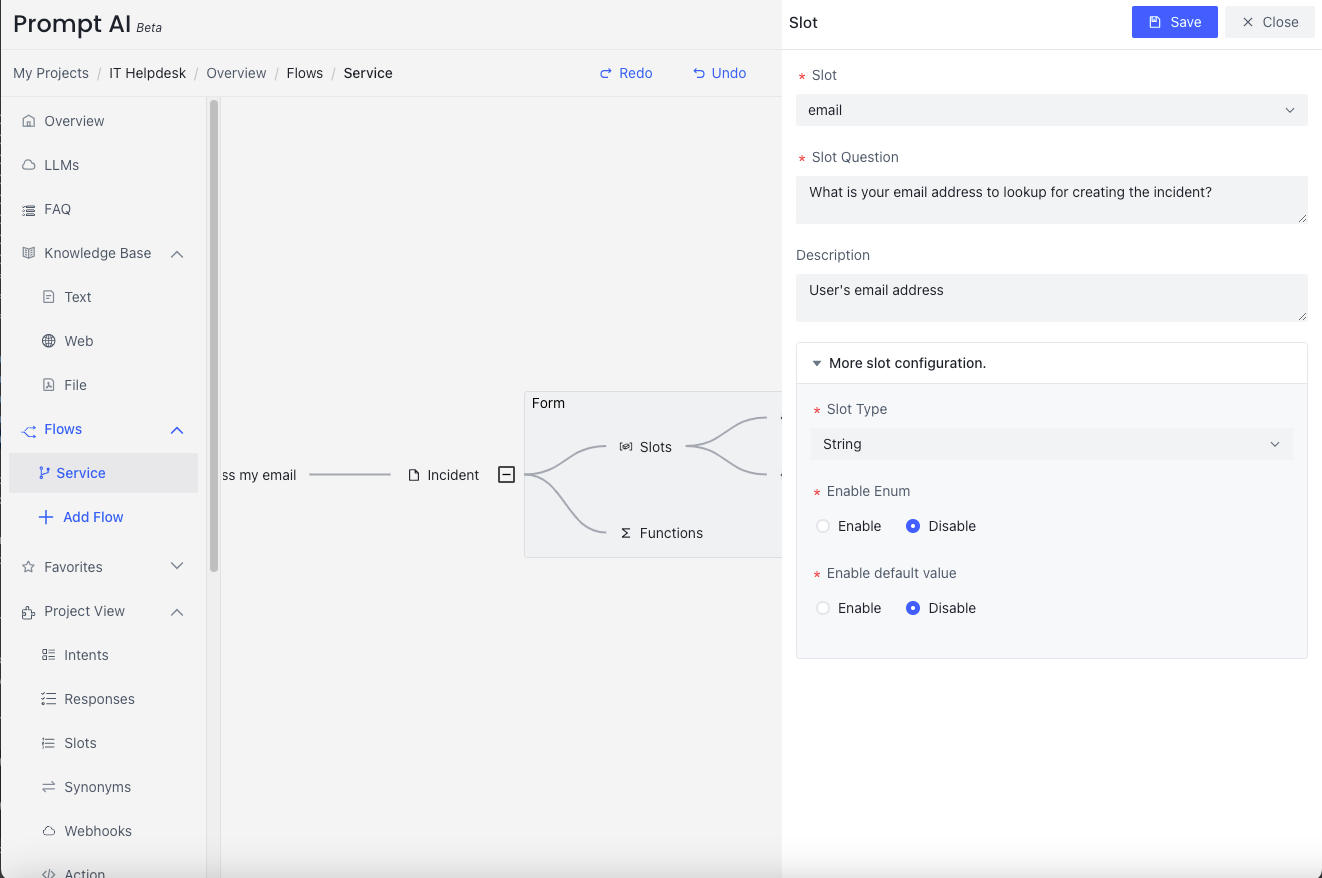 Prompt AI Beta
My Projects / IT Helpdesk / Overview / Flows / Service
Redo
Undo
Overview
LLMs
FAQ
Knowledge Base
Text
Web
File
Flows
Service
Add Flow
Favorites
Project View
Intents
Responses
Slots
Synonyms
Webhooks
Action
ss my email
Incident
Form
Slots
Functions
Slot
Save
Close
* Slot
email
* Slot Question
What is your email address to lookup for creating the incident?
Description
User's email address
More slot configuration.
* Slot Type
String
* Enable Enum
Enable
Disable
* Enable default value
Enable
Disable